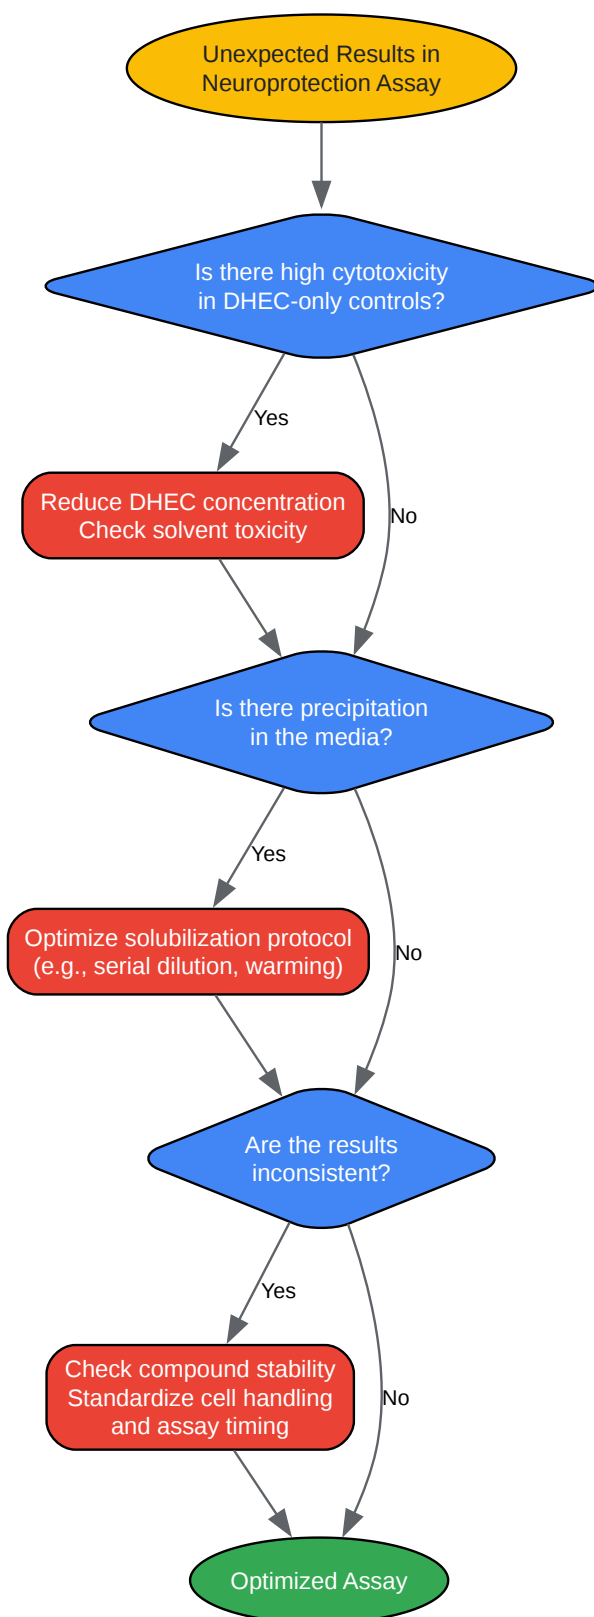 Unexpected Results in
Neuroprotection Assay
Is there high cytotoxicity
in DHEC-only controls?
Yes
No
Reduce DHEC concentration
Check solvent toxicity
Is there precipitation
in the media?
Yes
No
Optimize solubilization protocol
(e.g., serial dilution, warming)
Are the results
inconsistent?
Yes
No
Check compound stability
Standardize cell handling
and assay timing
Optimized Assay